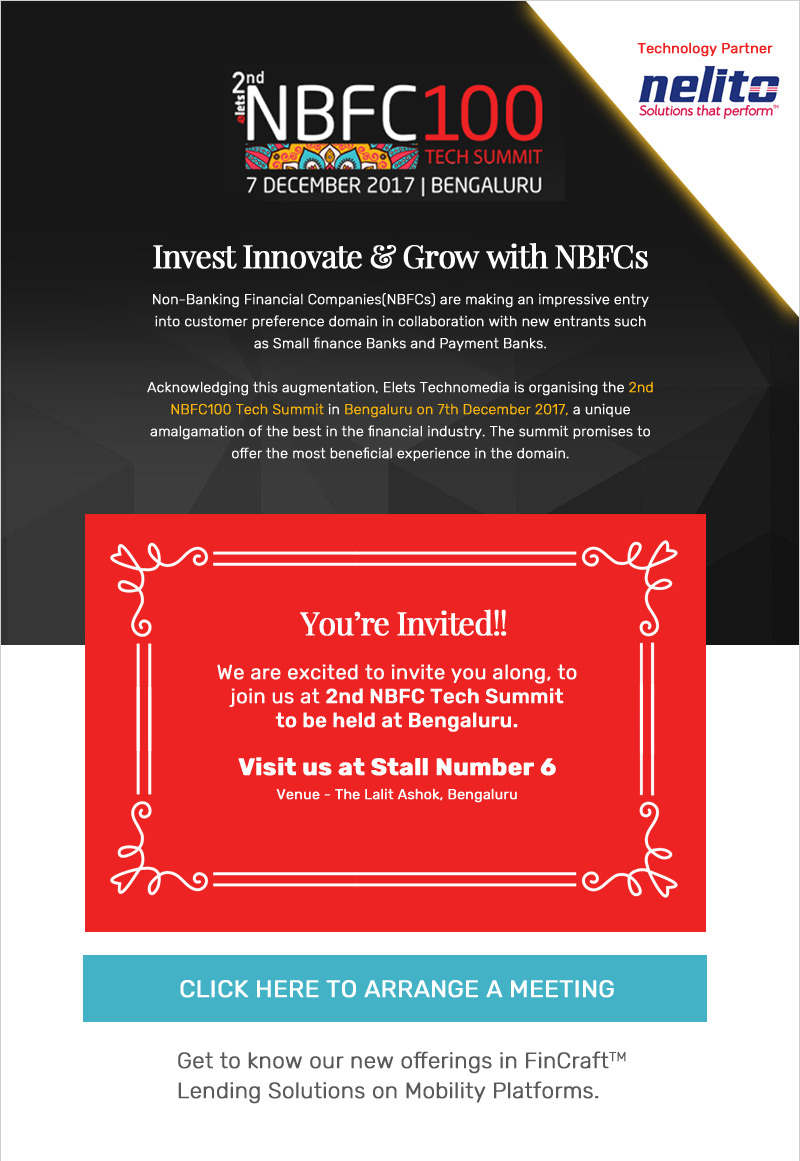 Technology Partner
nelito
Solutions that perform™
2nd
elets
NBFC100
TECH SUMMIT
7 DECEMBER 2017 | BENGALURU
Invest Innovate & Grow with NBFCs
Non-Banking Financial Companies(NBFCs) are making an impressive entry
into customer preference domain in collaboration with new entrants such
as Small finance Banks and Payment Banks.
Acknowledging this augmentation, Elets Technomedia is organising the 2nd
NBFC100 Tech Summit in Bengaluru on 7th December 2017, a unique
amalgamation of the best in the financial industry. The summit promises to
offer the most beneficial experience in the domain.
You're Invited!!
We are excited to invite you along, to
join us at 2nd NBFC Tech Summit
to be held at Bengaluru.
Visit us at Stall Number 6
Venue - The Lalit Ashok, Bengaluru
CLICK HERE TO ARRANGE A MEETING
Get to know our new offerings in FinCraft™
Lending Solutions on Mobility Platforms.